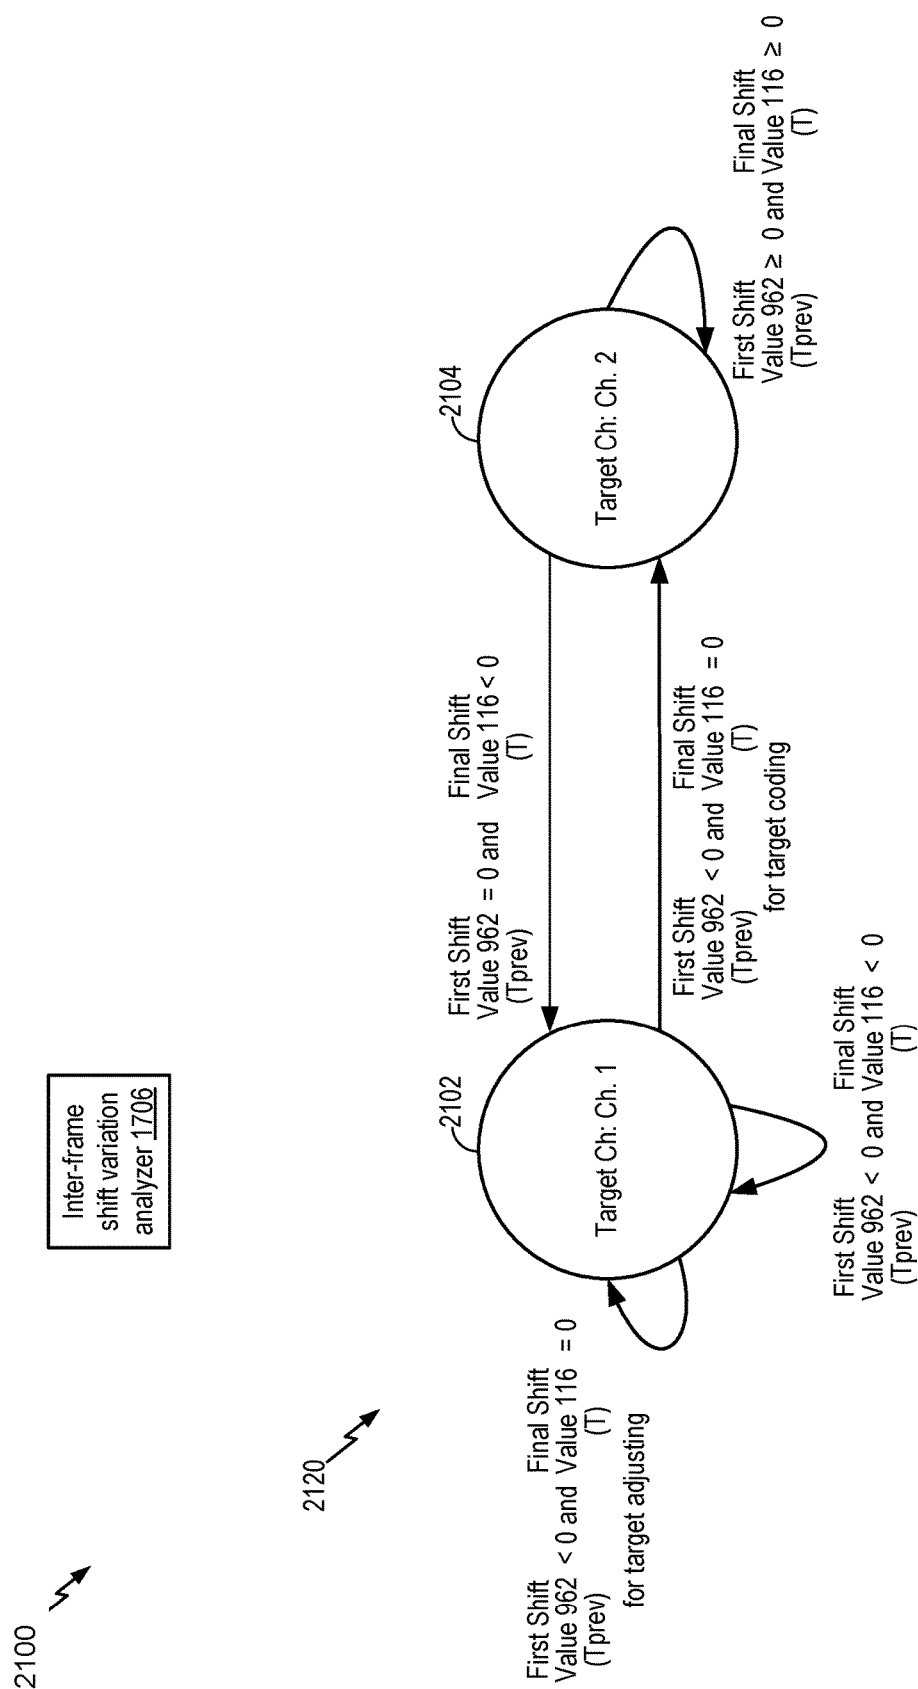 2100
Inter-frame
shift variation
analyzer 1706
2120
First Shift Final Shift
Value 962 = 0 and Value 116 < 0
(Tprev) (T)
2102
2104
Target Ch: Ch. 1
Target Ch: Ch. 2
First Shift Final Shift
Value 962 < 0 and Value 116 = 0
(Tprev) (T)
for target adjusting
First Shift Final Shift
Value 962 < 0 and Value 116 = 0
(Tprev) (T)
for target coding
First Shift Final Shift
Value 962 ≥ 0 and Value 116 ≥ 0
(Tprev) (T)
First Shift Final Shift
Value 962 < 0 and Value 116 < 0
(Tprev) (T)